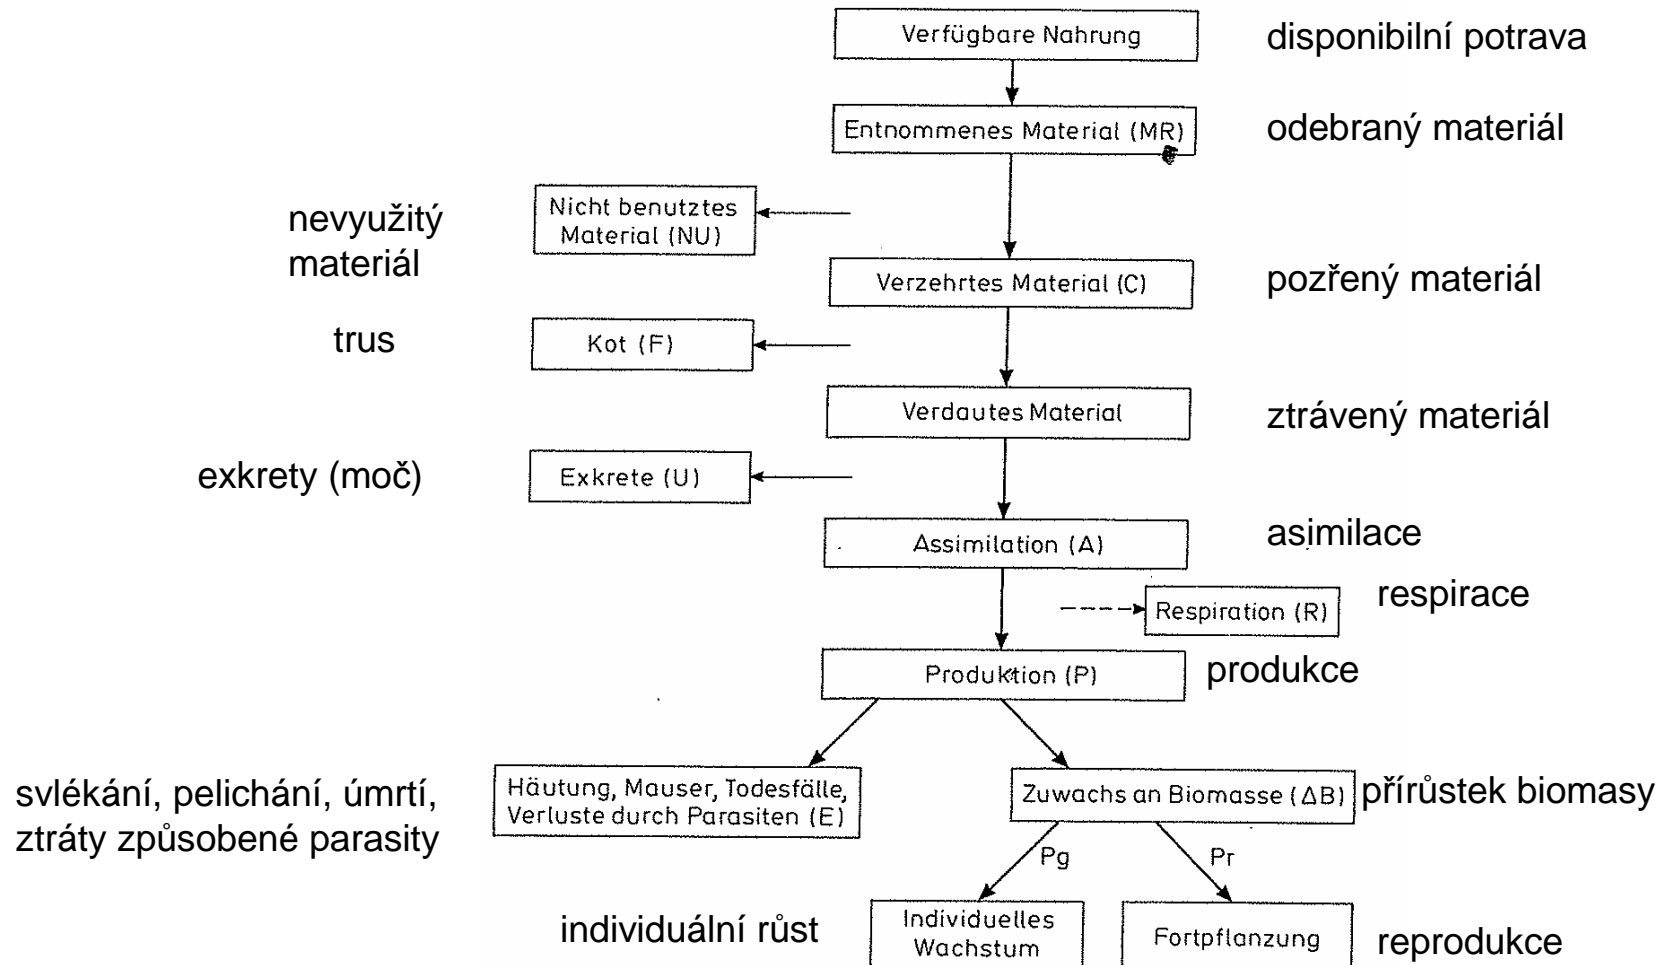 Verfügbare Nahrung
disponibilní potrava
Entnommenes Material (MR)
odebraný materiál
nevyužitý
materiál
Nicht benutztes
Material (NU)
Verzehrtes Material (C)
pozřený materiál
trus
Kot (F)
Verdautes Material
ztrávený materiál
exkrety (moč)
Exkrete (U)
Assimilation (A)
asimilace
Respiration (R)
respirace
Produktion (P)
produkce
svlékání, pelichání, úmrtí,
ztráty způsobené parasity
Häutung, Mauser, Todesfälle,
Verluste durch Parasiten (E)
Zuwachs an Biomasse (ΔB)
přírůstek biomasy
Pg
Pr
individuální růst
Individuelles
Wachstum
Fortpflanzung
reprodukce